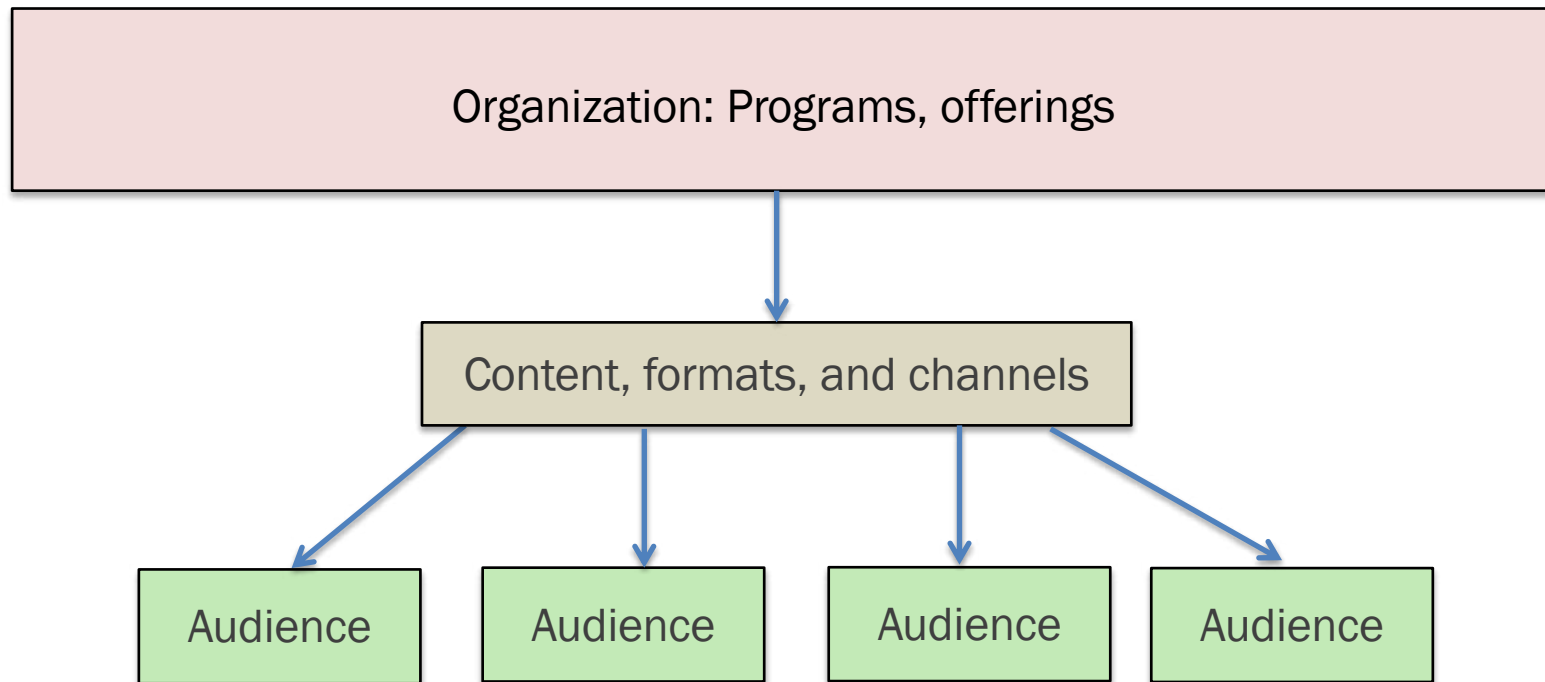 Organization: Programs, offerings
Content, formats, and channels
Audience
Audience
Audience
Audience